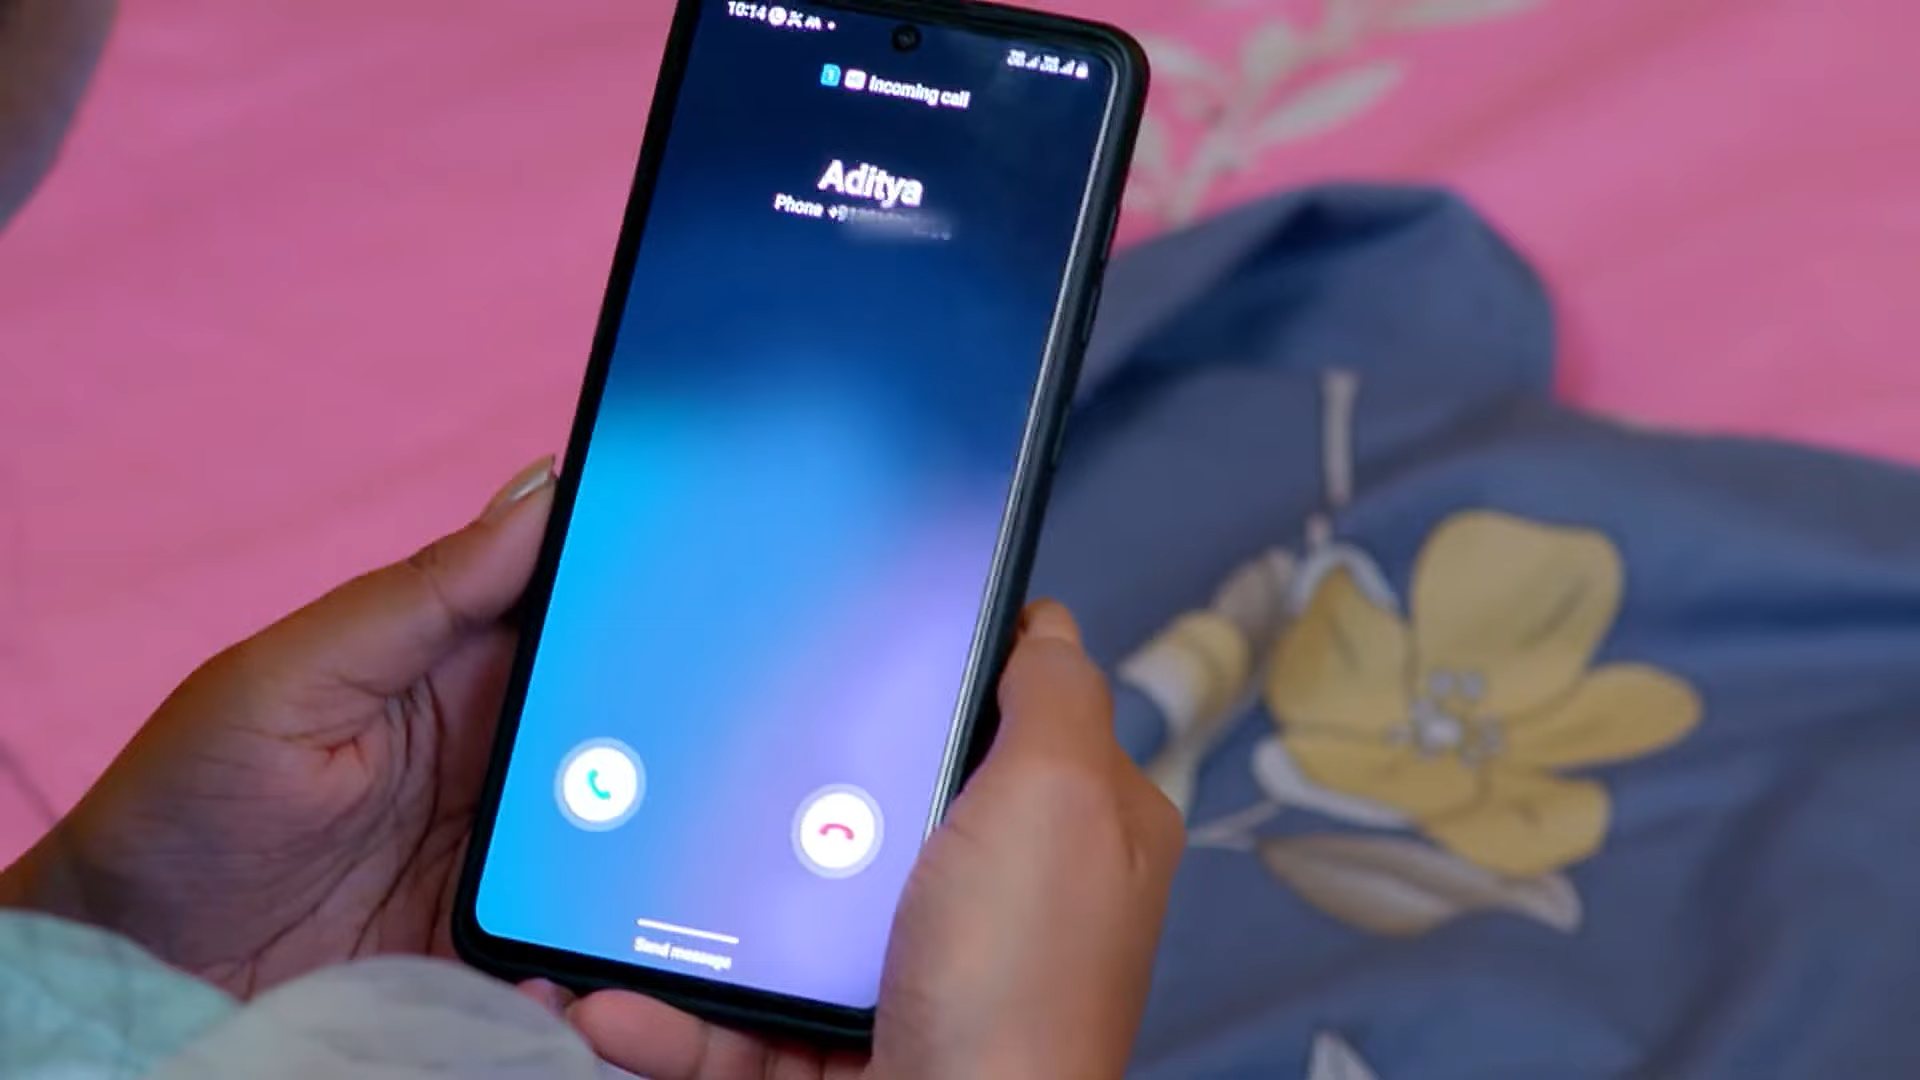 10:14
Incoming call
Aditya
Phone
Send message